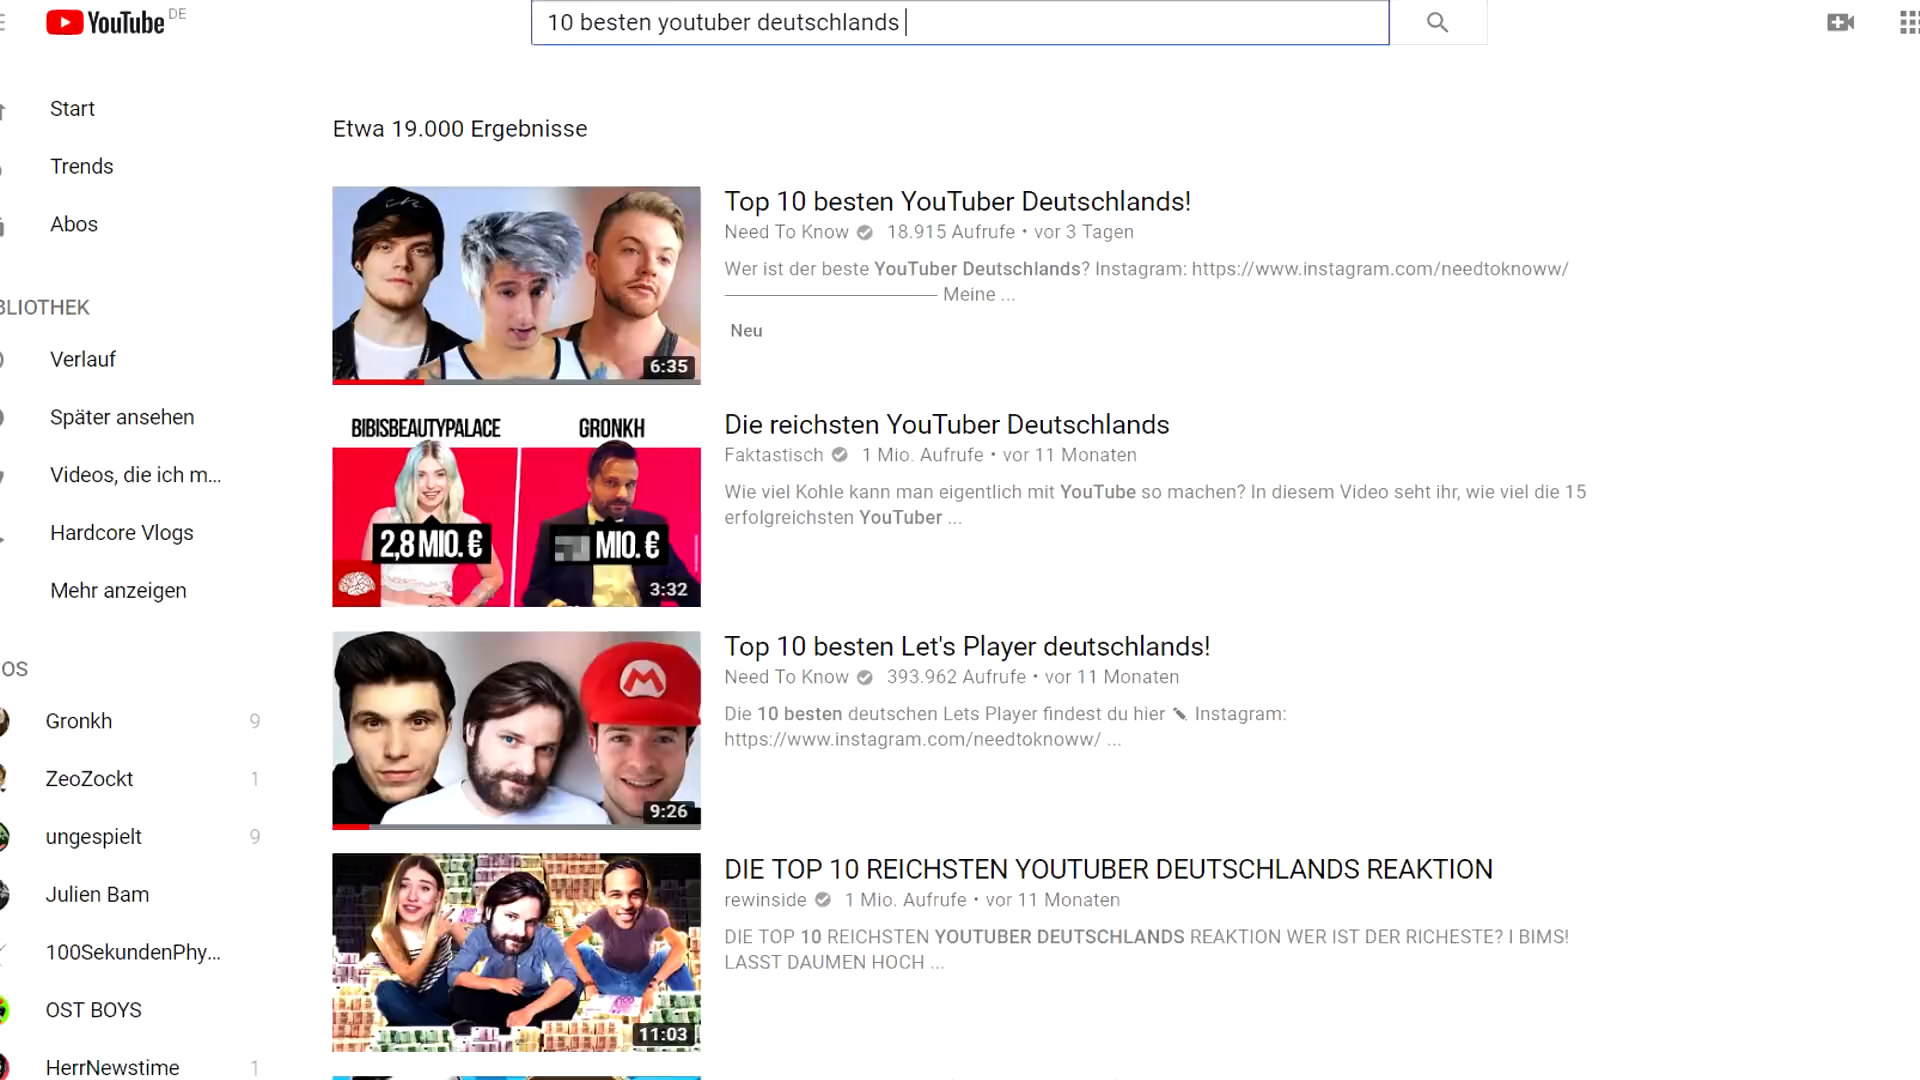 YouTube DE
10 besten youtuber deutschlands
Start
Trends
Abos
BLIOTHEK
Verlauf
Später ansehen
Videos, die ich m...
Hardcore Vlogs
Mehr anzeigen
OS
Gronkh 9
ZeoZockt 1
ungespielt 9
Julien Bam
100SekundenPhy...
OST BOYS
HerrNewstime 1
Etwa 19.000 Ergebnisse
6:35
Top 10 besten YouTuber Deutschlands!
Need To Know 18.915 Aufrufe • vor 3 Tagen
Wer ist der beste YouTuber Deutschlands? Instagram: https://www.instagram.com/needtoknoww/
Meine ...
Neu
BIBISBEAUTYPALACE GRONKH
2,8 MIO. € MIO. €
3:32
Die reichsten YouTuber Deutschlands
Faktastisch 1 Mio. Aufrufe • vor 11 Monaten
Wie viel Kohle kann man eigentlich mit YouTube so machen? In diesem Video seht ihr, wie viel die 15
erfolgreichsten YouTuber ...
M
9:26
Top 10 besten Let's Player deutschlands!
Need To Know 393.962 Aufrufe • vor 11 Monaten
Die 10 besten deutschen Lets Player findest du hier ✎ Instagram:
https://www.instagram.com/needtoknoww/ ...
11:03
DIE TOP 10 REICHSTEN YOUTUBER DEUTSCHLANDS REAKTION
rewinside 1 Mio. Aufrufe • vor 11 Monaten
DIE TOP 10 REICHSTEN YOUTUBER DEUTSCHLANDS REAKTION WER IST DER RICHESTE? I BIMS!
LASST DAUMEN HOCH ...